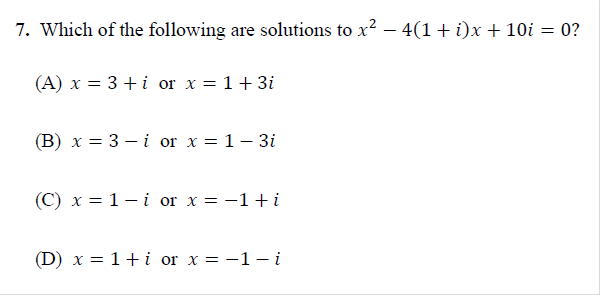 7. Which of the following are solutions to x² − 4(1 + i)x + 10i = 0?
(A) x = 3 + i or x = 1 + 3i
(B) x = 3 − i or x = 1 − 3i
(C) x = 1 − i or x = −1 + i
(D) x = 1 + i or x = −1 − i